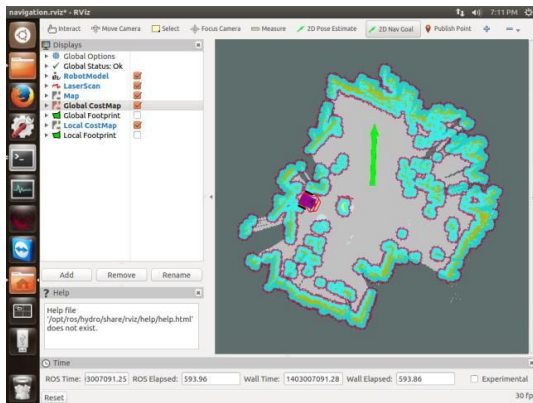 navigation.rviz* - RViz
7:11 PM
Interact Move Camera Select Focus Camera Measure 2D Pose Estimate 2D Nav Goal Publish Point
Displays
Global Options
Global Status: Ok
RobotModel
LaserScan
Map
Global CostMap
Global Footprint
Local CostMap
Local Footprint
Add Remove Rename
Help
Help file
'/opt/ros/hydro/share/rviz/help/help.html'
does not exist.
Time
ROS Time: 3007091.25 ROS Elapsed: 593.96 Wall Time: 1403007091.28 Wall Elapsed: 593.86 Experimental
Reset 30 fp